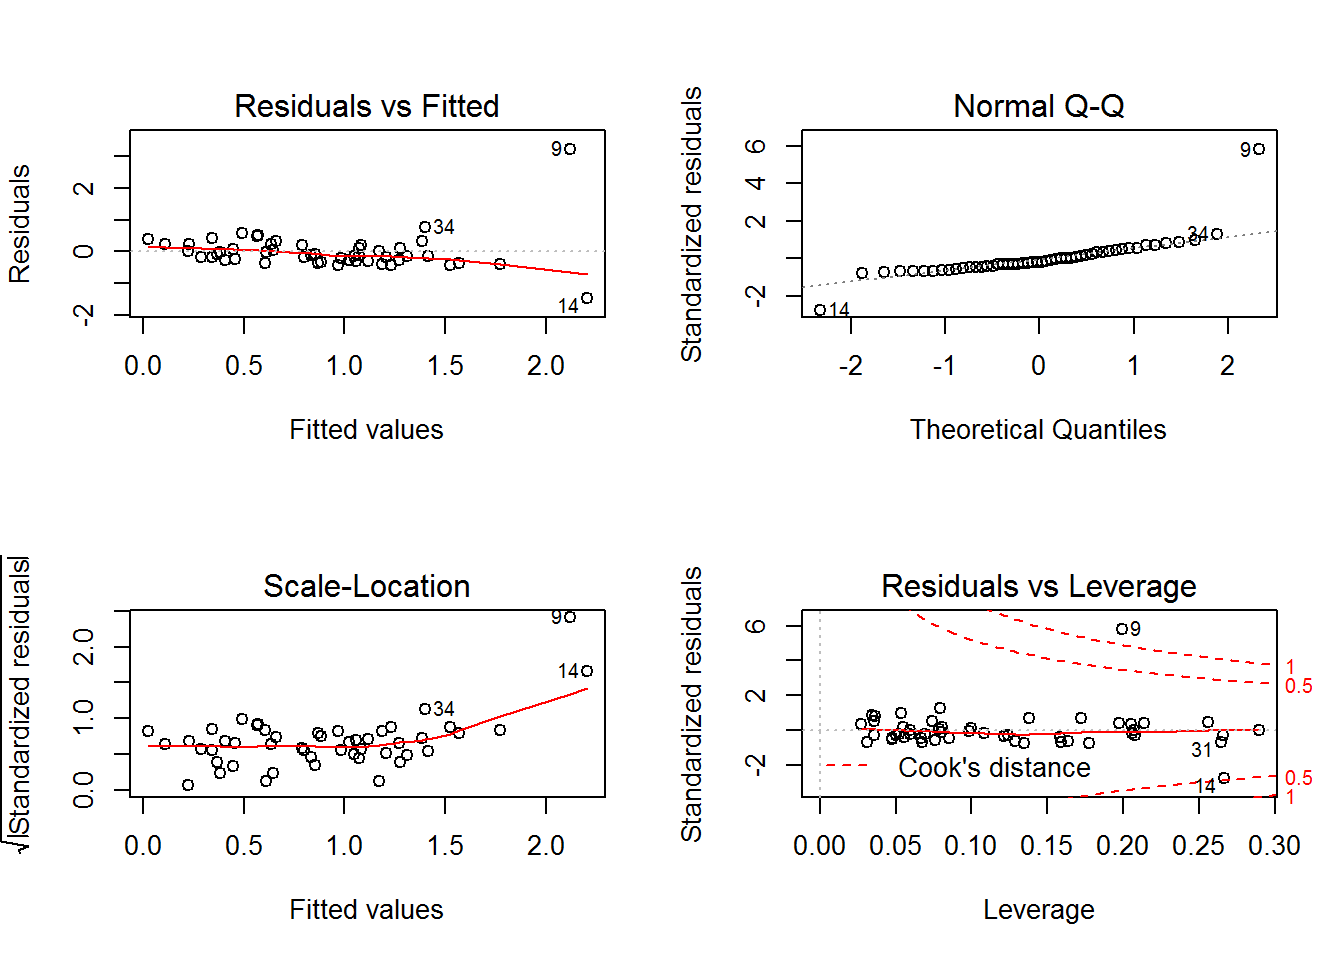 Residuals vs Fitted
Residuals
2
0
-2
9
34
14
0.0 0.5 1.0 1.5 2.0
Fitted values
Normal Q-Q
Standardized residuals
6
4
2
-2
9
34
14
-2 -1 0 1 2
Theoretical Quantiles
Scale-Location
√|Standardized residuals|
2.0
1.0
0.0
9
14
34
0.0 0.5 1.0 1.5 2.0
Fitted values
Residuals vs Leverage
Standardized residuals
6
2
-2
9
1
0.5
31
Cook's distance
14
0.5
1
0.00 0.05 0.10 0.15 0.20 0.25 0.30
Leverage